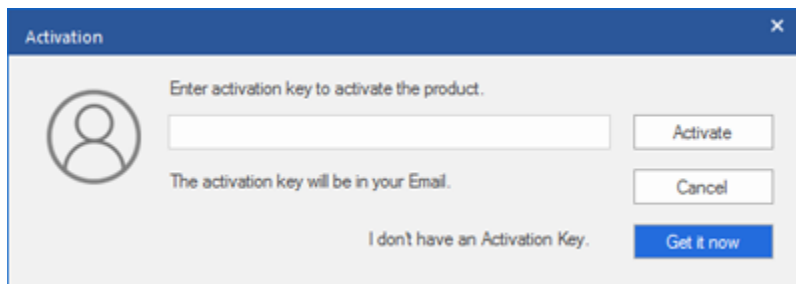 Activation
Enter activation key to activate the product.
Activate
The activation key will be in your Email.
Cancel
I don't have an Activation Key.
Get it now